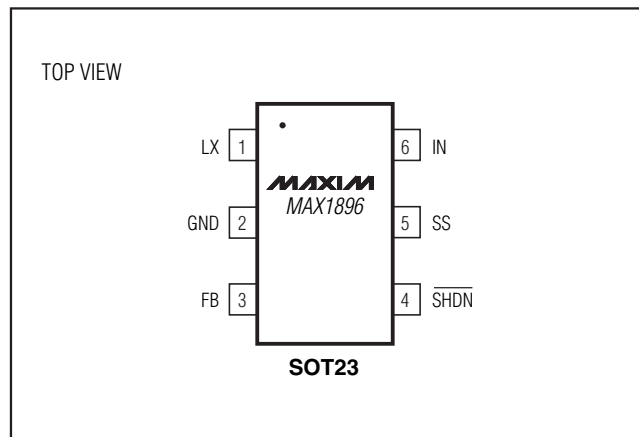 TOP VIEW
LX 1
6 IN
MAXIM
MAX1896
GND 2
5 SS
FB 3
4 SHDN
SOT23